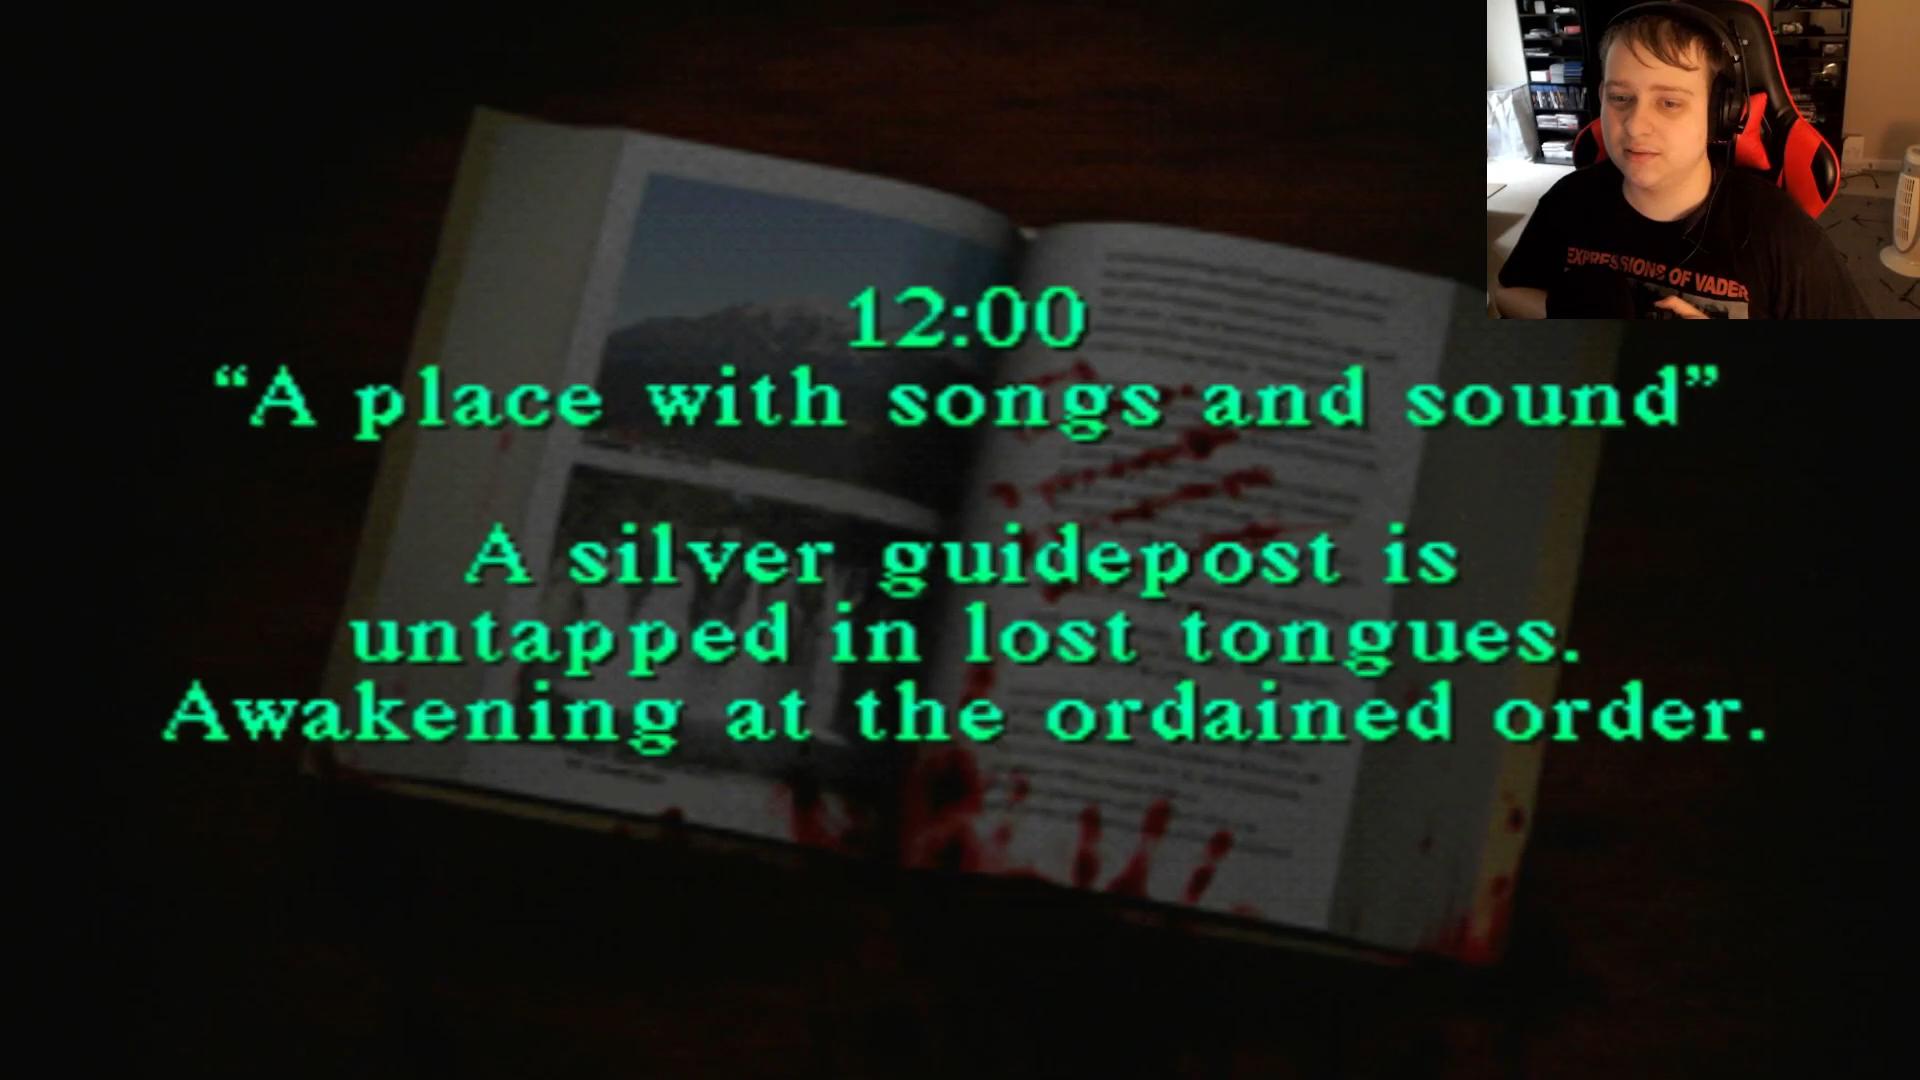 12:00
“A place with songs and sound”
A silver guidepost is
untapped in lost tongues.
Awakening at the ordained order.
EXPRESSIONS OF VADER